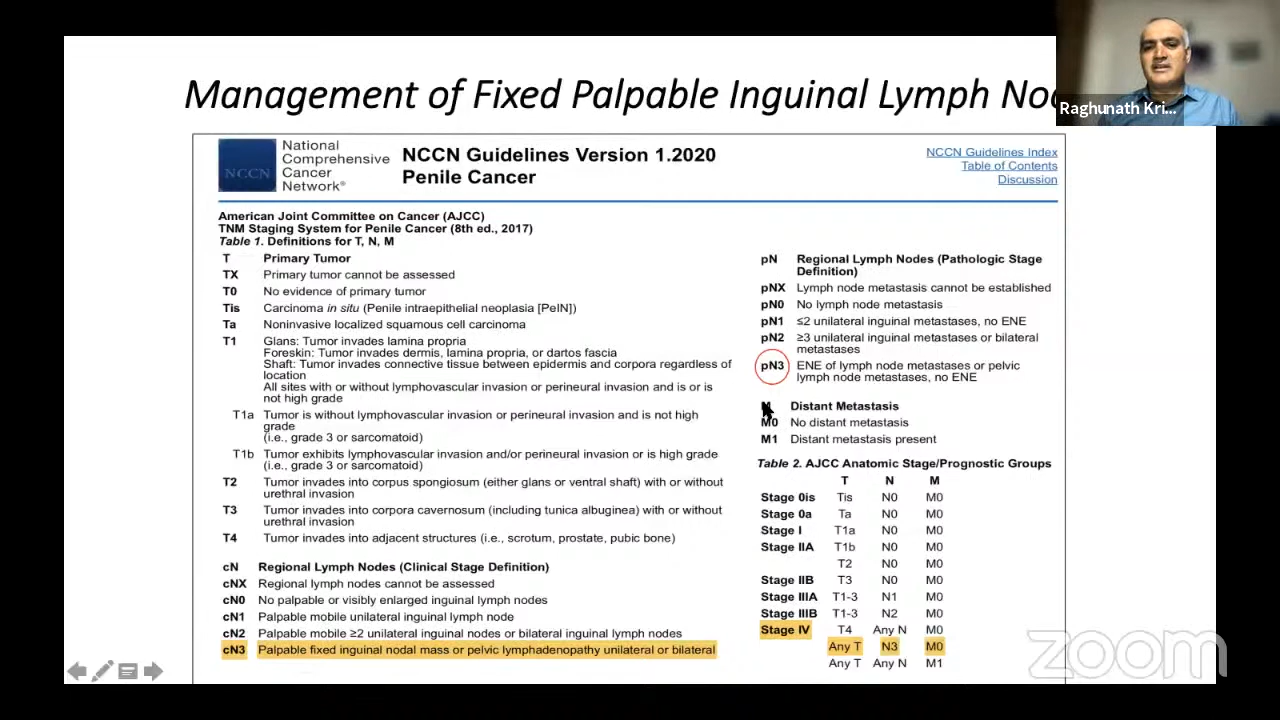 Management of Fixed Palpable Inguinal Lymph
Raghunath Kri...
National
Comprehensive
Cancer
Network®
NCCN
NCCN Guidelines Version 1.2020
Penile Cancer
NCCN Guidelines Index
Table of Contents
Discussion
American Joint Committee on Cancer (AJCC)
TNM Staging System for Penile Cancer (8th ed., 2017)
Table 1. Definitions for T, N, M
T Primary Tumor
TX Primary tumor cannot be assessed
T0 No evidence of primary tumor
Tis Carcinoma in situ (Penile intraepithelial neoplasia [PeIN])
Ta Noninvasive localized squamous cell carcinoma
T1 Glans: Tumor invades lamina propria
Foreskin: Tumor invades dermis, lamina propria, or dartos fascia
Shaft: Tumor invades connective tissue between epidermis and corpora regardless of
location
All sites with or without lymphovascular invasion or perineural invasion and is or is
not high grade
T1a Tumor is without lymphovascular invasion or perineural invasion and is not high
grade
(i.e., grade 3 or sarcomatoid)
T1b Tumor exhibits lymphovascular invasion and/or perineural invasion or is high grade
(i.e., grade 3 or sarcomatoid)
T2 Tumor invades into corpus spongiosum (either glans or ventral shaft) with or without
urethral invasion
T3 Tumor invades into corpora cavernosum (including tunica albuginea) with or without
urethral invasion
T4 Tumor invades into adjacent structures (i.e., scrotum, prostate, pubic bone)
cN Regional Lymph Nodes (Clinical Stage Definition)
cNX Regional lymph nodes cannot be assessed
cN0 No palpable or visibly enlarged inguinal lymph nodes
cN1 Palpable mobile unilateral inguinal lymph node
cN2 Palpable mobile ≥2 unilateral inguinal nodes or bilateral inguinal lymph nodes
cN3 Palpable fixed inguinal nodal mass or pelvic lymphadenopathy unilateral or bilateral
pN Regional Lymph Nodes (Pathologic Stage
Definition)
pNX Lymph node metastasis cannot be established
pN0 No lymph node metastasis
pN1 ≤2 unilateral inguinal metastases, no ENE
pN2 ≥3 unilateral inguinal metastases or bilateral
metastases
pN3 ENE of lymph node metastases or pelvic
lymph node metastases, no ENE
M Distant Metastasis
M0 No distant metastasis
M1 Distant metastasis present
Table 2. AJCC Anatomic Stage/Prognostic Groups
T N M
Stage 0is Tis N0 M0
Stage 0a Ta N0 M0
Stage I T1a N0 M0
Stage IIA T1b N0 M0
T2 N0 M0
Stage IIB T3 N0 M0
Stage IIIA T1-3 N1 M0
Stage IIIB T1-3 N2 M0
Stage IV T4 Any N M0
Any T N3 M0
Any T Any N M1
zoom